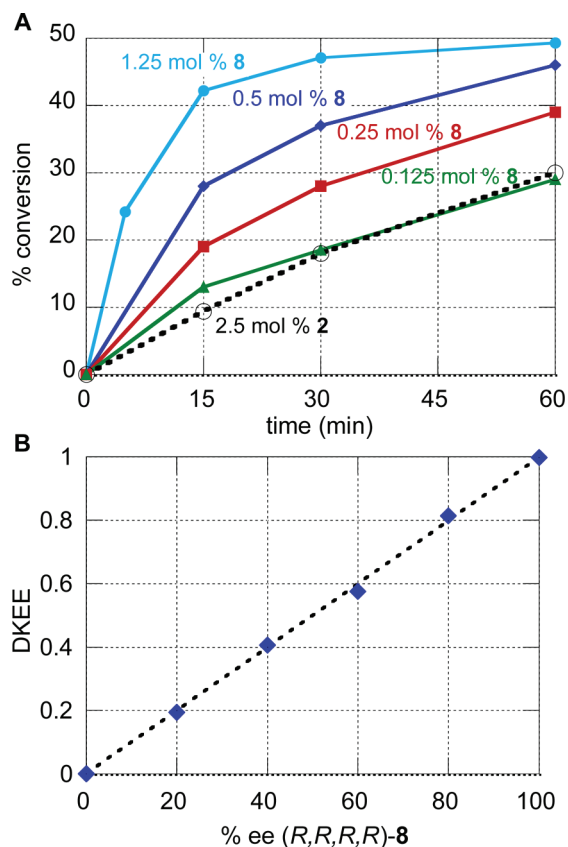 A
50
40
30
20
10
0
% conversion
1.25 mol % 8
0.5 mol % 8
0.25 mol % 8
0.125 mol % 8
2.5 mol % 2
0 15 30 45 60
time (min)
B
1
0.8
0.6
0.4
0.2
0
DKEE
0 20 40 60 80 100
% ee (R,R,R,R)-8